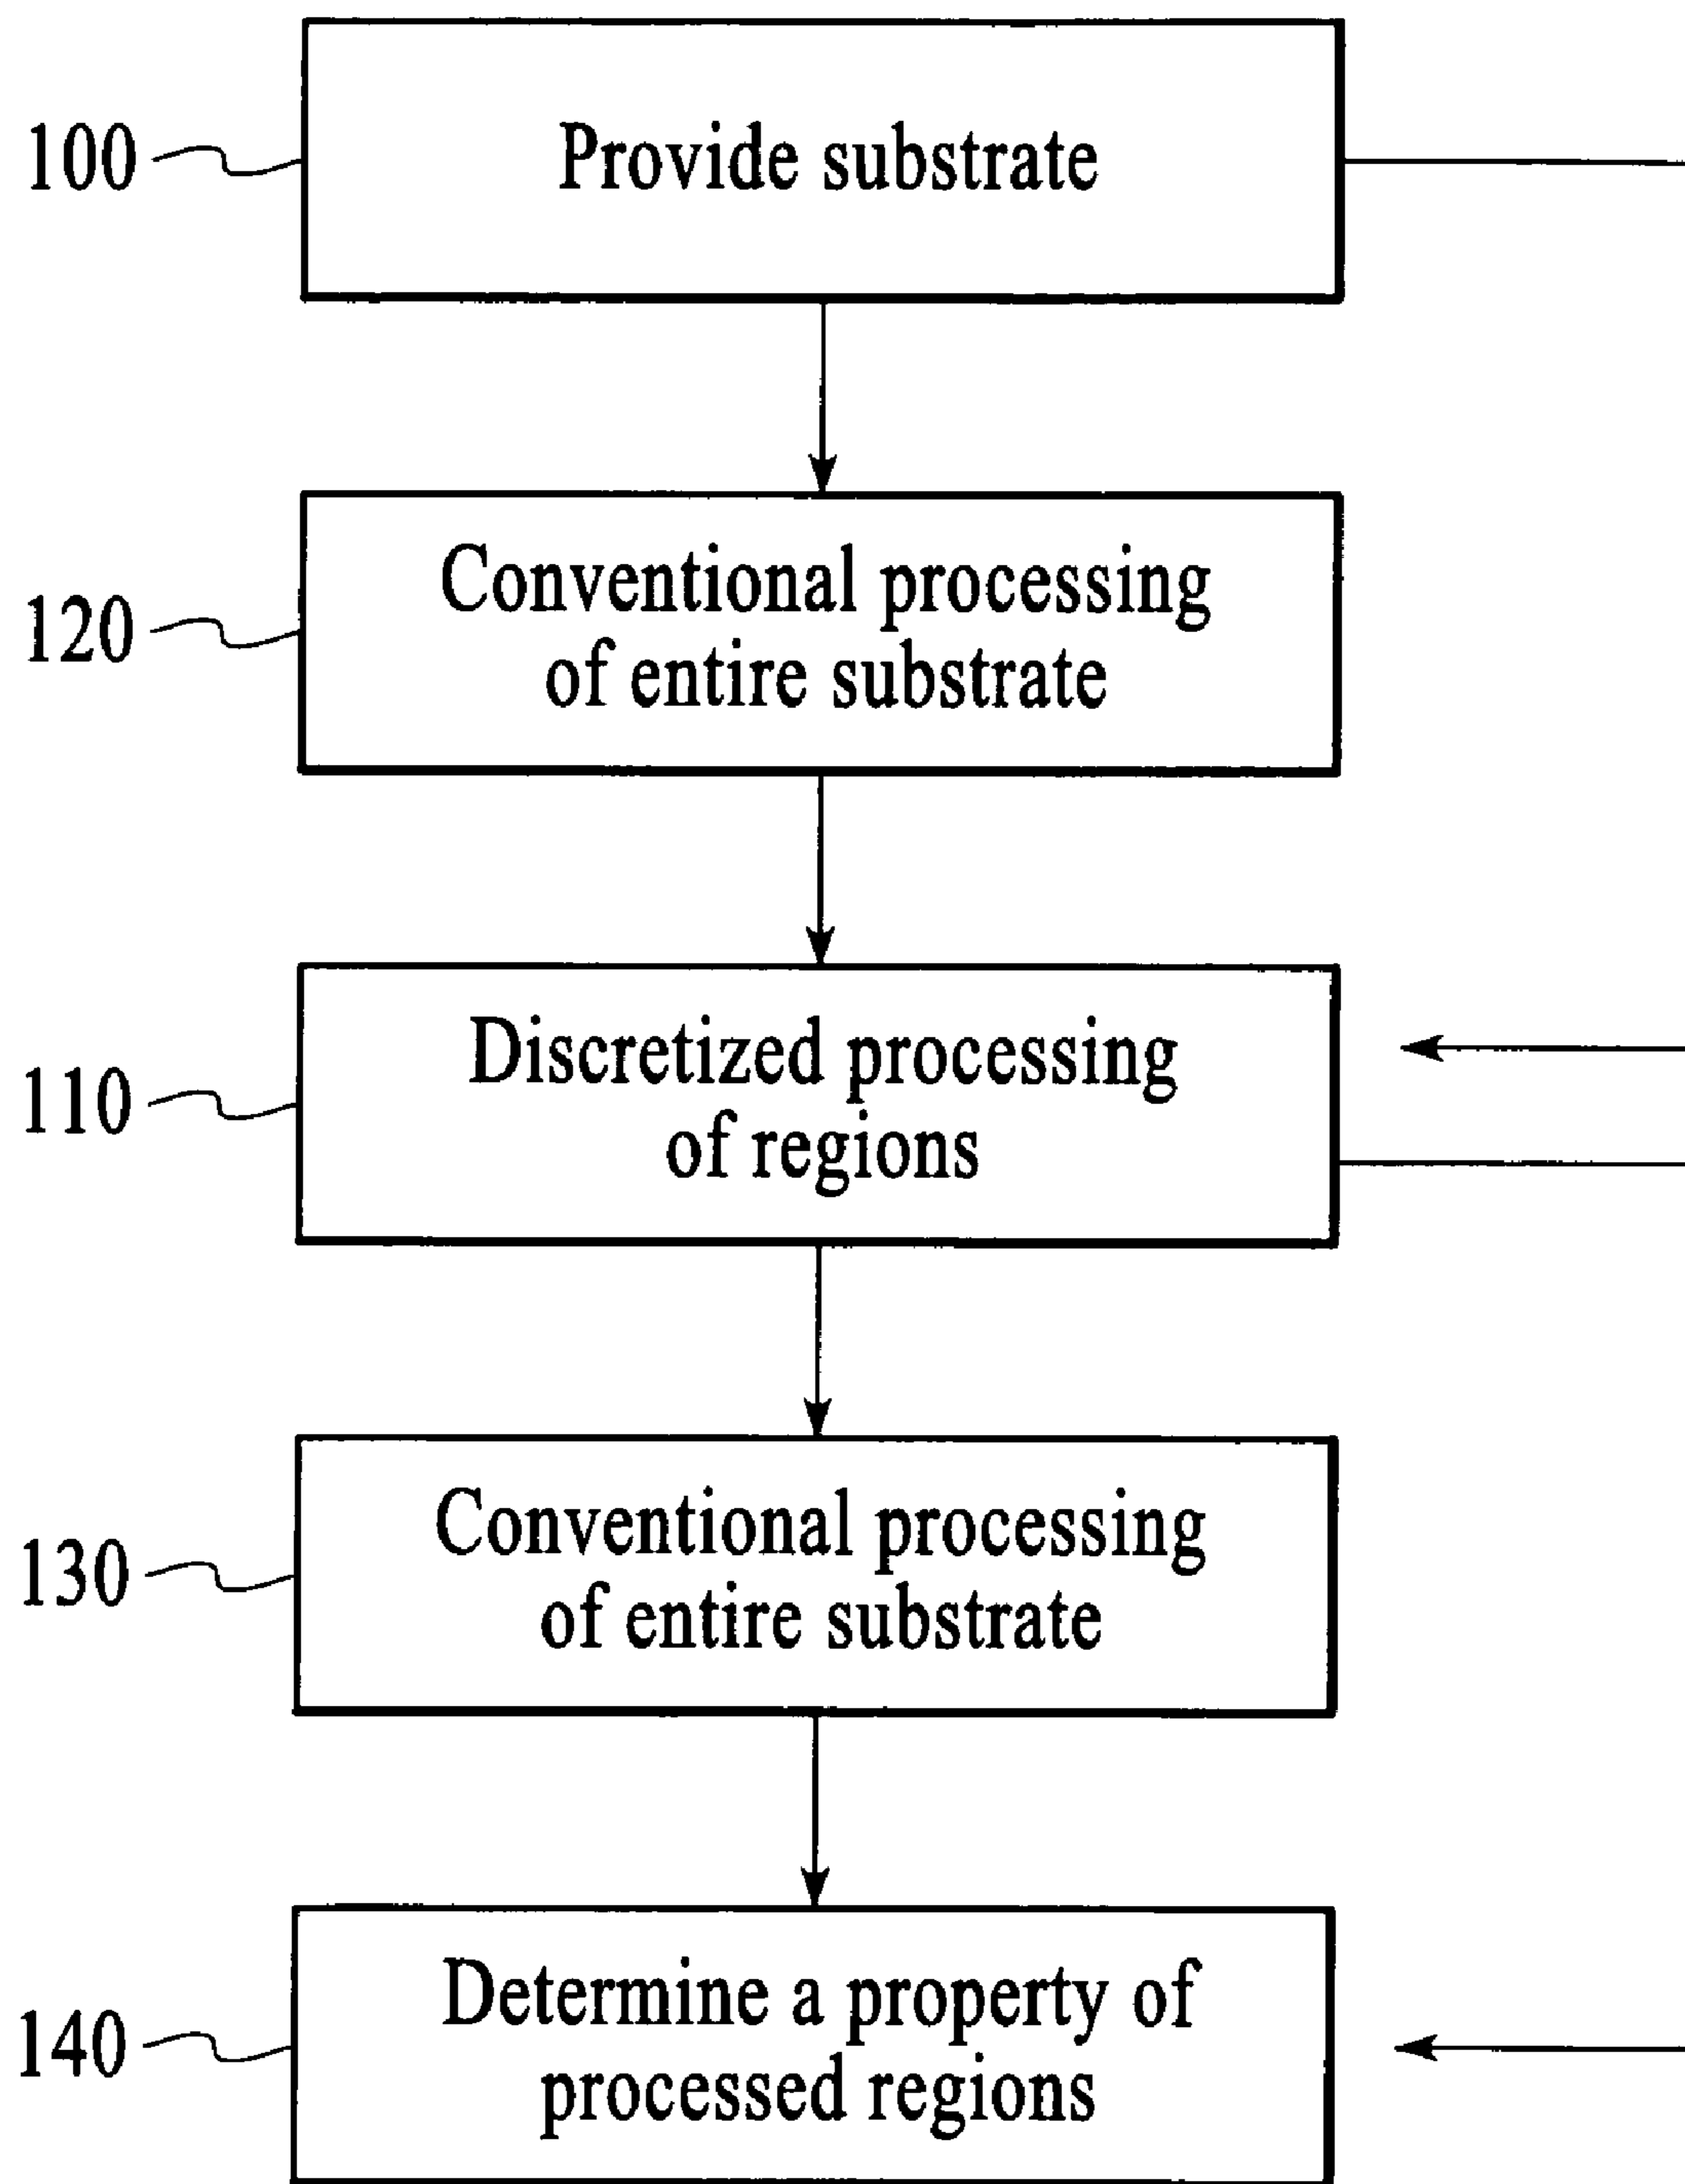 100
Provide substrate
120
Conventional processing
of entire substrate
110
Discretized processing
of regions
130
Conventional processing
of entire substrate
140
Determine a property of
processed regions